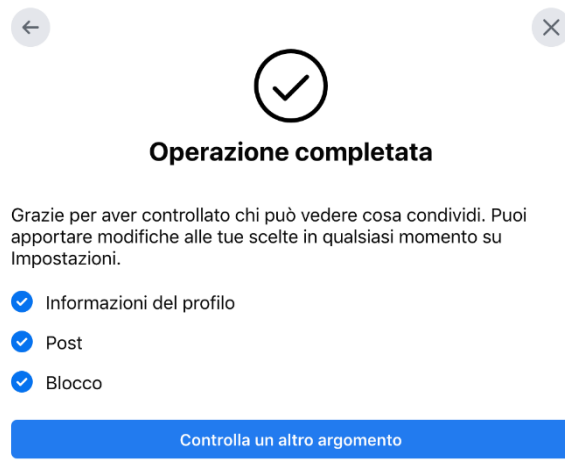 Operazione completata
Grazie per aver controllato chi può vedere cosa condividi. Puoi
apportare modifiche alle tue scelte in qualsiasi momento su
Impostazioni.
Informazioni del profilo
Post
Blocco
Controlla un altro argomento